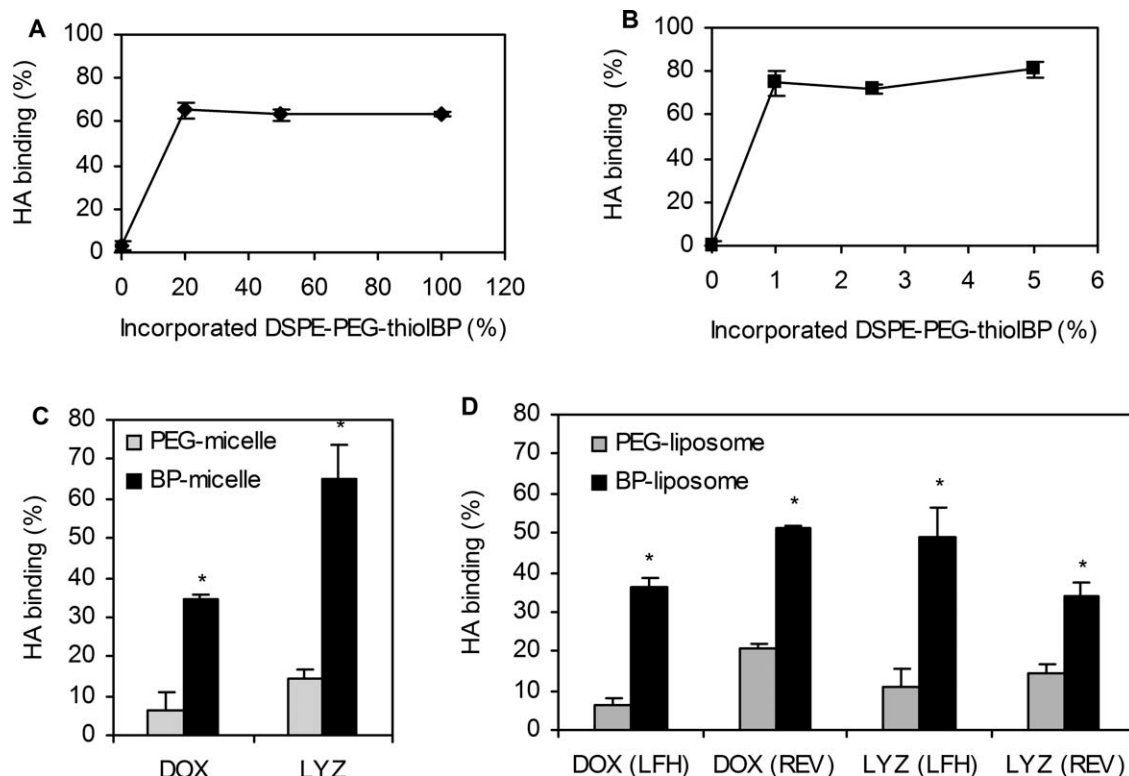 A
HA binding (%)
100
80
60
40
20
0
0 20 40 60 80 100 120
Incorporated DSPE-PEG-thiolBP (%)
B
HA binding (%)
100
80
60
40
20
0
0 1 2 3 4 5 6
Incorporated DSPE-PEG-thiolBP (%)
C
HA binding (%)
80
70
60
50
40
30
20
10
0
PEG-micelle
BP-micelle
* *
DOX LYZ
D
HA binding (%)
80
70
60
50
40
30
20
10
0
PEG-liposome
BP-liposome
* * * *
DOX (LFH) DOX (REV) LYZ (LFH) LYZ (REV)